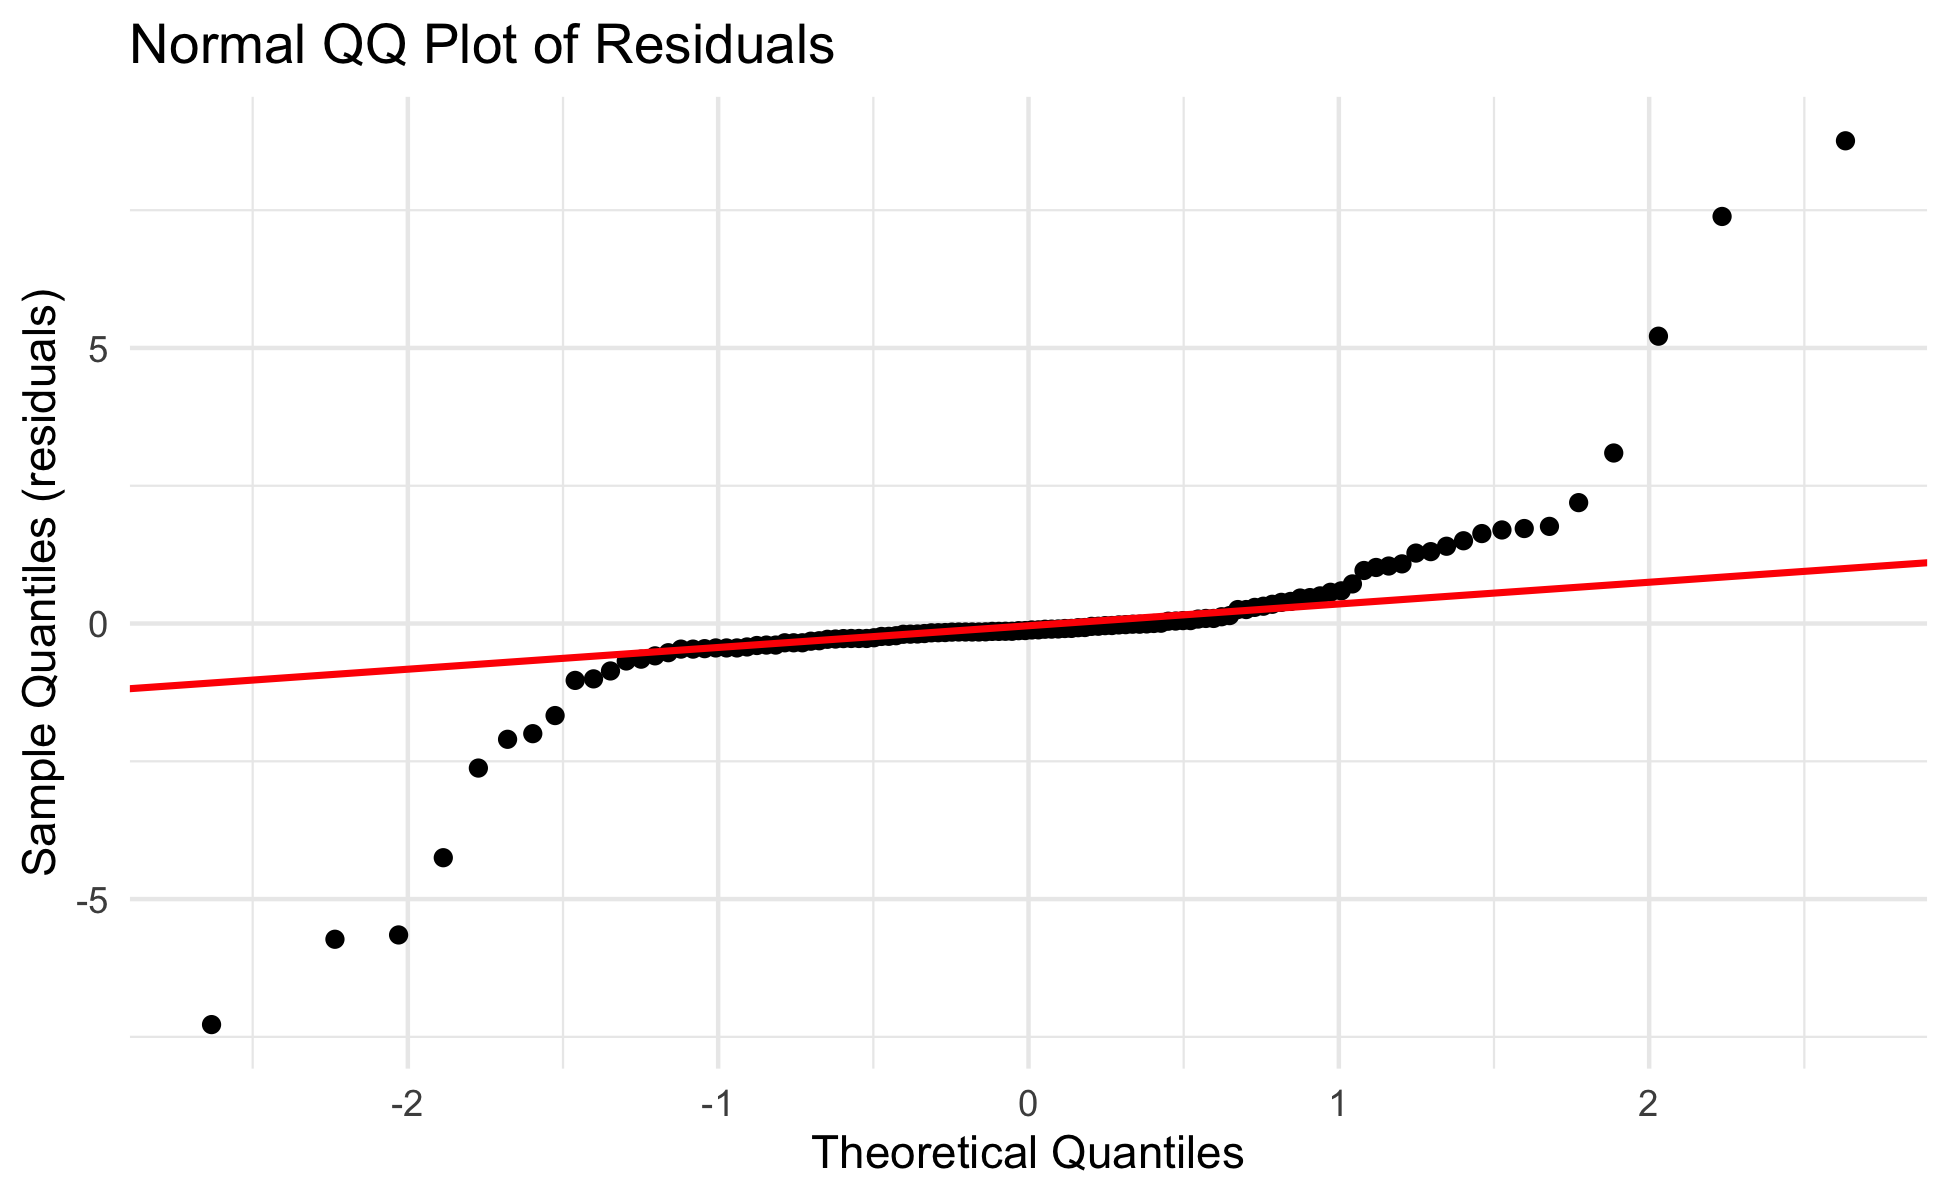 Normal QQ Plot of Residuals
Sample Quantiles (residuals)
5
0
-5
-2
-1
0
1
2
Theoretical Quantiles